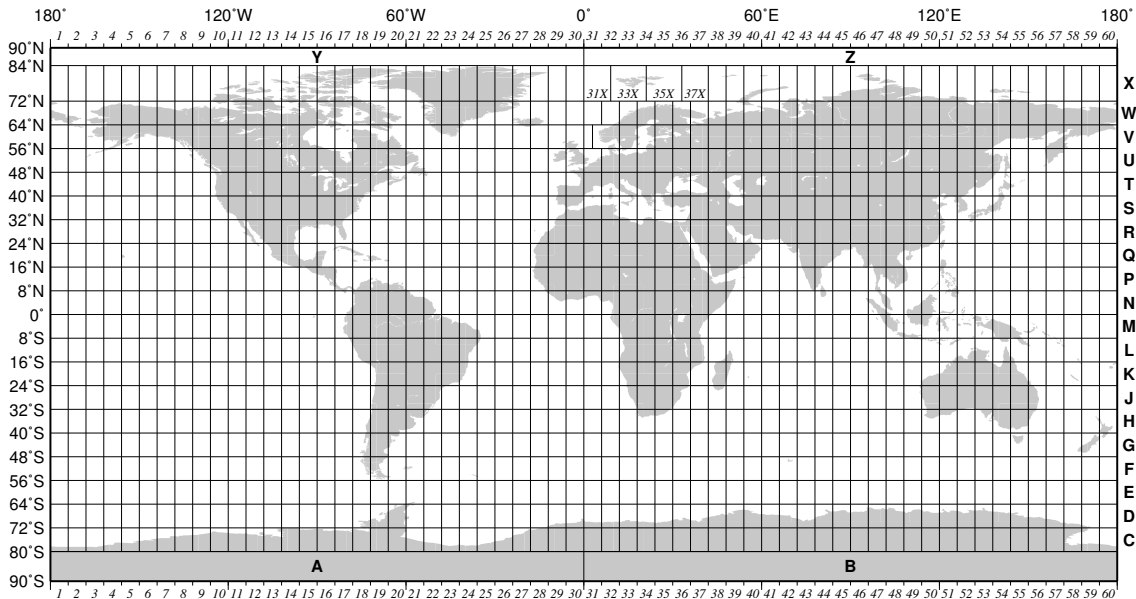 180˚ 120˚W 60˚W 0˚ 60˚E 120˚E 180˚
1 2 3 4 5 6 7 8 9 10 11 12 13 14 15 16 17 18 19 20 21 22 23 24 25 26 27 28 29 30 31 32 33 34 35 36 37 38 39 40 41 42 43 44 45 46 47 48 49 50 51 52 53 54 55 56 57 58 59 60
90˚N
Y Z
84˚N
X
31X 33X 35X 37X
72˚N
W
64˚N
V
56˚N
U
48˚N
T
40˚N
S
32˚N
R
24˚N
Q
16˚N
P
8˚N
N
0˚
M
8˚S
L
16˚S
K
24˚S
J
32˚S
H
40˚S
G
48˚S
F
56˚S
E
64˚S
D
72˚S
C
80˚S
A B
90˚S
1 2 3 4 5 6 7 8 9 10 11 12 13 14 15 16 17 18 19 20 21 22 23 24 25 26 27 28 29 30 31 32 33 34 35 36 37 38 39 40 41 42 43 44 45 46 47 48 49 50 51 52 53 54 55 56 57 58 59 60